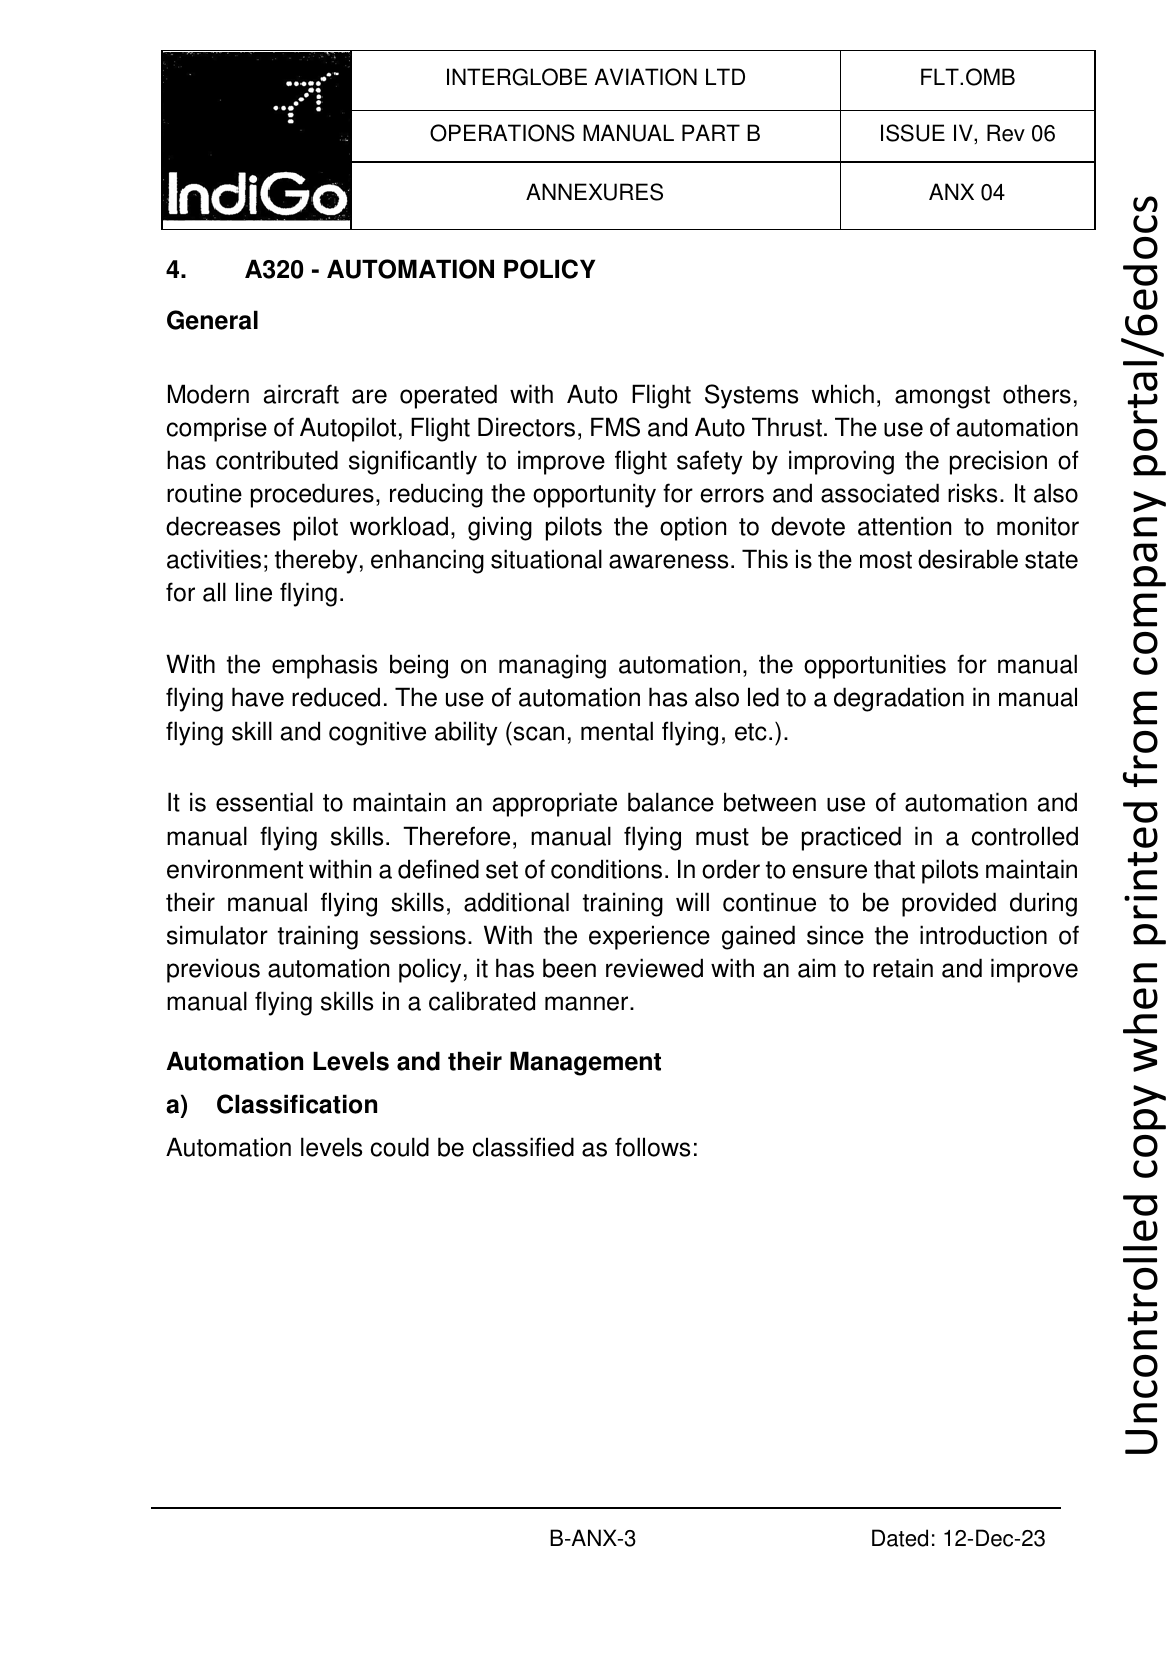 INTERGLOBE AVIATION LTD
FLT.OMB
OPERATIONS MANUAL PART B
ISSUE IV, Rev 06
IndiGo
ANNEXURES
ANX 04
4. A320 - AUTOMATION POLICY
General
Modern aircraft are operated with Auto Flight Systems which, amongst others,
comprise of Autopilot, Flight Directors, FMS and Auto Thrust. The use of automation
has contributed significantly to improve flight safety by improving the precision of
routine procedures, reducing the opportunity for errors and associated risks. It also
decreases pilot workload, giving pilots the option to devote attention to monitor
activities; thereby, enhancing situational awareness. This is the most desirable state
for all line flying.
With the emphasis being on managing automation, the opportunities for manual
flying have reduced. The use of automation has also led to a degradation in manual
flying skill and cognitive ability (scan, mental flying, etc.).
It is essential to maintain an appropriate balance between use of automation and
manual flying skills. Therefore, manual flying must be practiced in a controlled
environment within a defined set of conditions. In order to ensure that pilots maintain
their manual flying skills, additional training will continue to be provided during
simulator training sessions. With the experience gained since the introduction of
previous automation policy, it has been reviewed with an aim to retain and improve
manual flying skills in a calibrated manner.
Automation Levels and their Management
a) Classification
Automation levels could be classified as follows:
B-ANX-3
Dated: 12-Dec-23
Uncontrolled copy when printed from company portal/6edocs